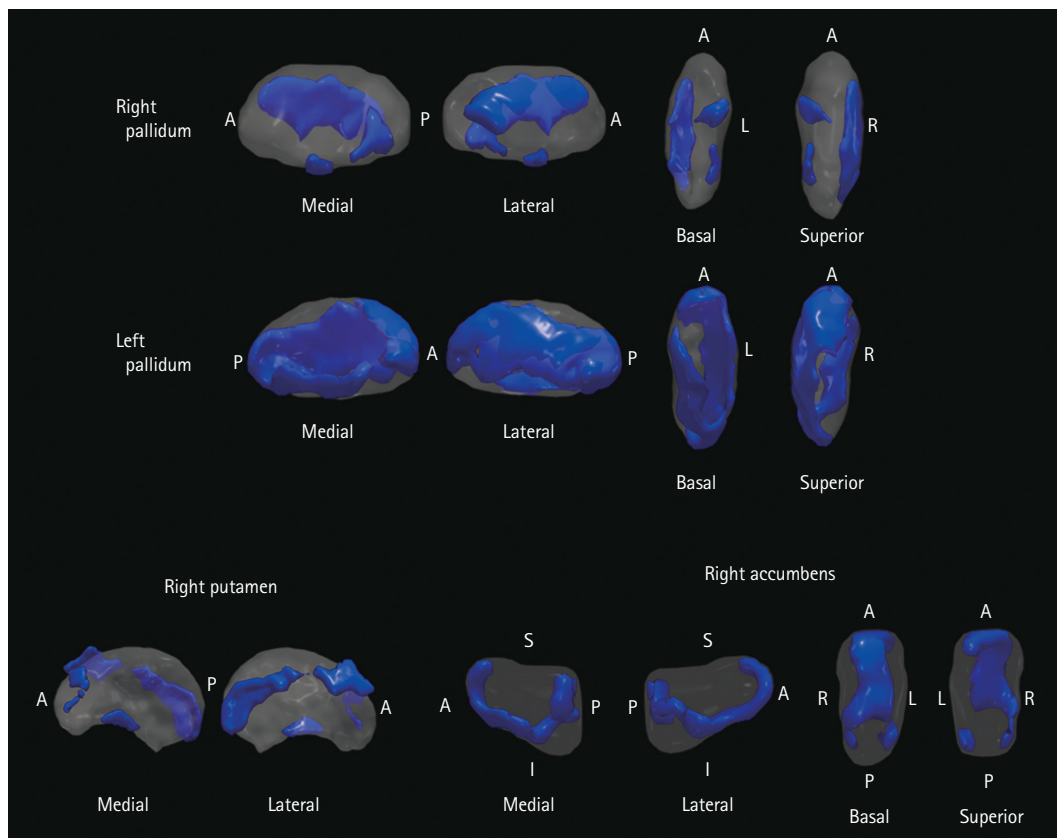 A
A
Right
pallidum
A
P
A
L
R
Medial
Lateral
Basal
Superior
A
A
Left
pallidum
P
A
P
L
R
Medial
Lateral
Basal
Superior
Right putamen
Right accumbens
A
A
S
S
A
P
A
A
P
P
A
R
L
L
R
I
I
P
P
Medial
Lateral
Medial
Lateral
Basal
Superior